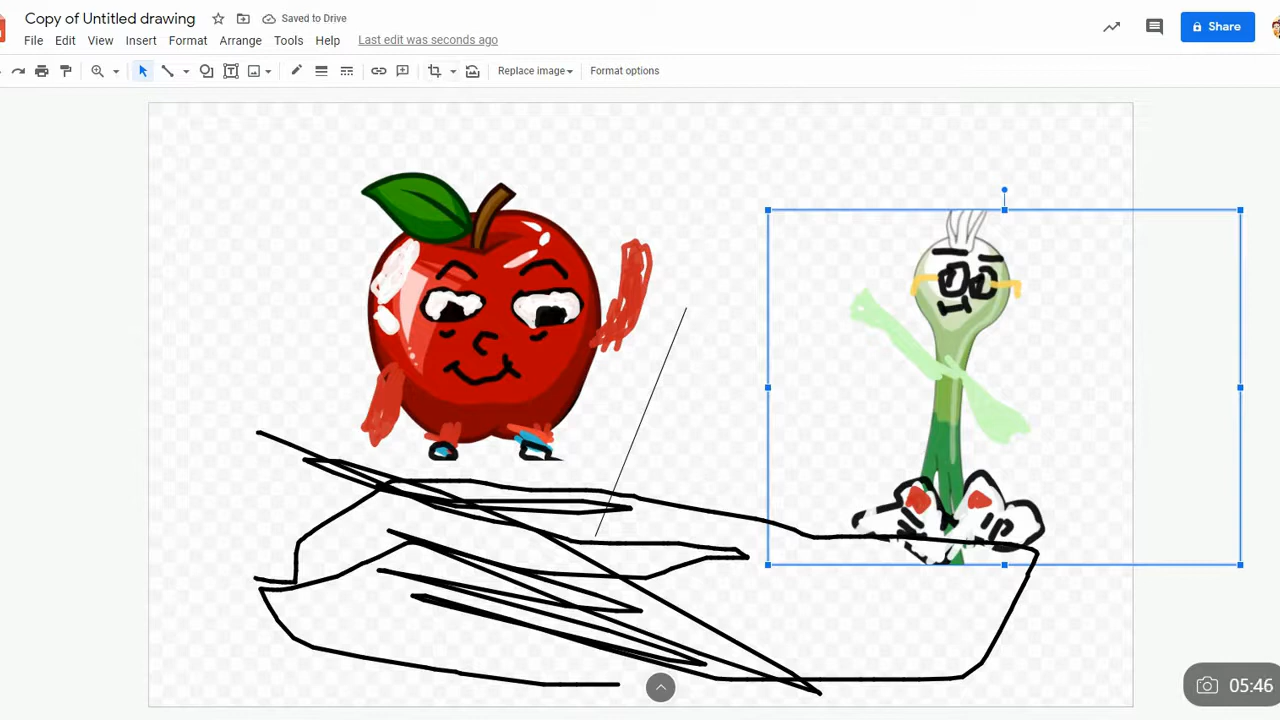 Copy of Untitled drawing
Saved to Drive
File Edit View Insert Format Arrange Tools Help Last edit was seconds ago
Share
Replace image
Format options
05:46